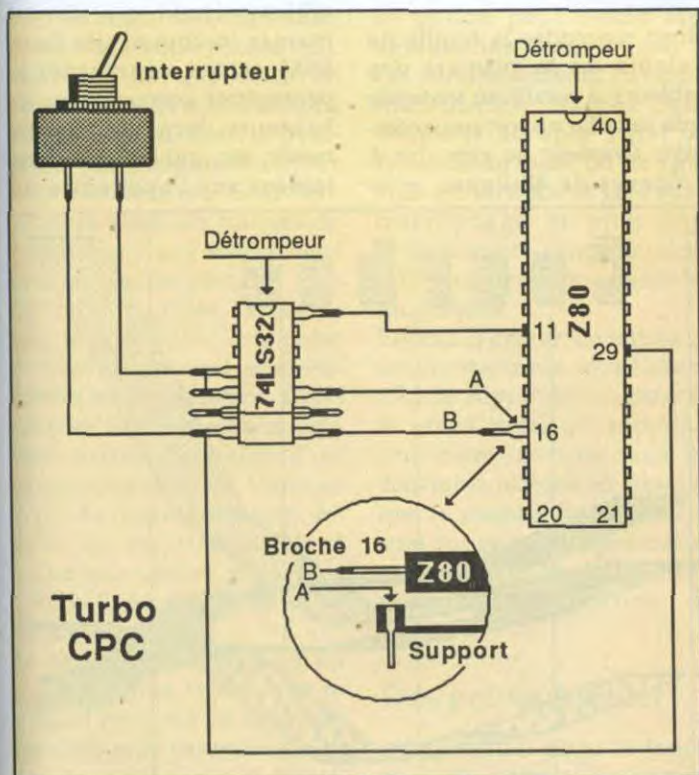 Interrupteur
Détrompeur
1 40
Détrompeur
74LS32
Z80
11
29
A
B
16
20 21
Broche 16
B
A
Z80
Support
Turbo
CPC